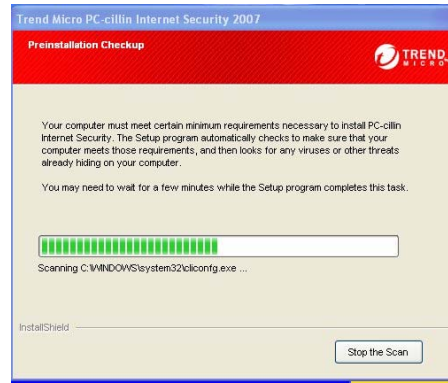 Trend Micro PC-cillin Internet Security 2007
Preinstallation Checkup
TREND
MICRO
Your computer must meet certain minimum requirements necessary to install PC-cillin
Internet Security. The Setup program automatically checks to make sure that your
computer meets those requirements, and then looks for any viruses or other threats
already hiding on your computer.
You may need to wait for a few minutes while the Setup program completes this task.
Scanning C:\WINDOWS\system32\cliconfg.exe ...
InstallShield
Stop the Scan